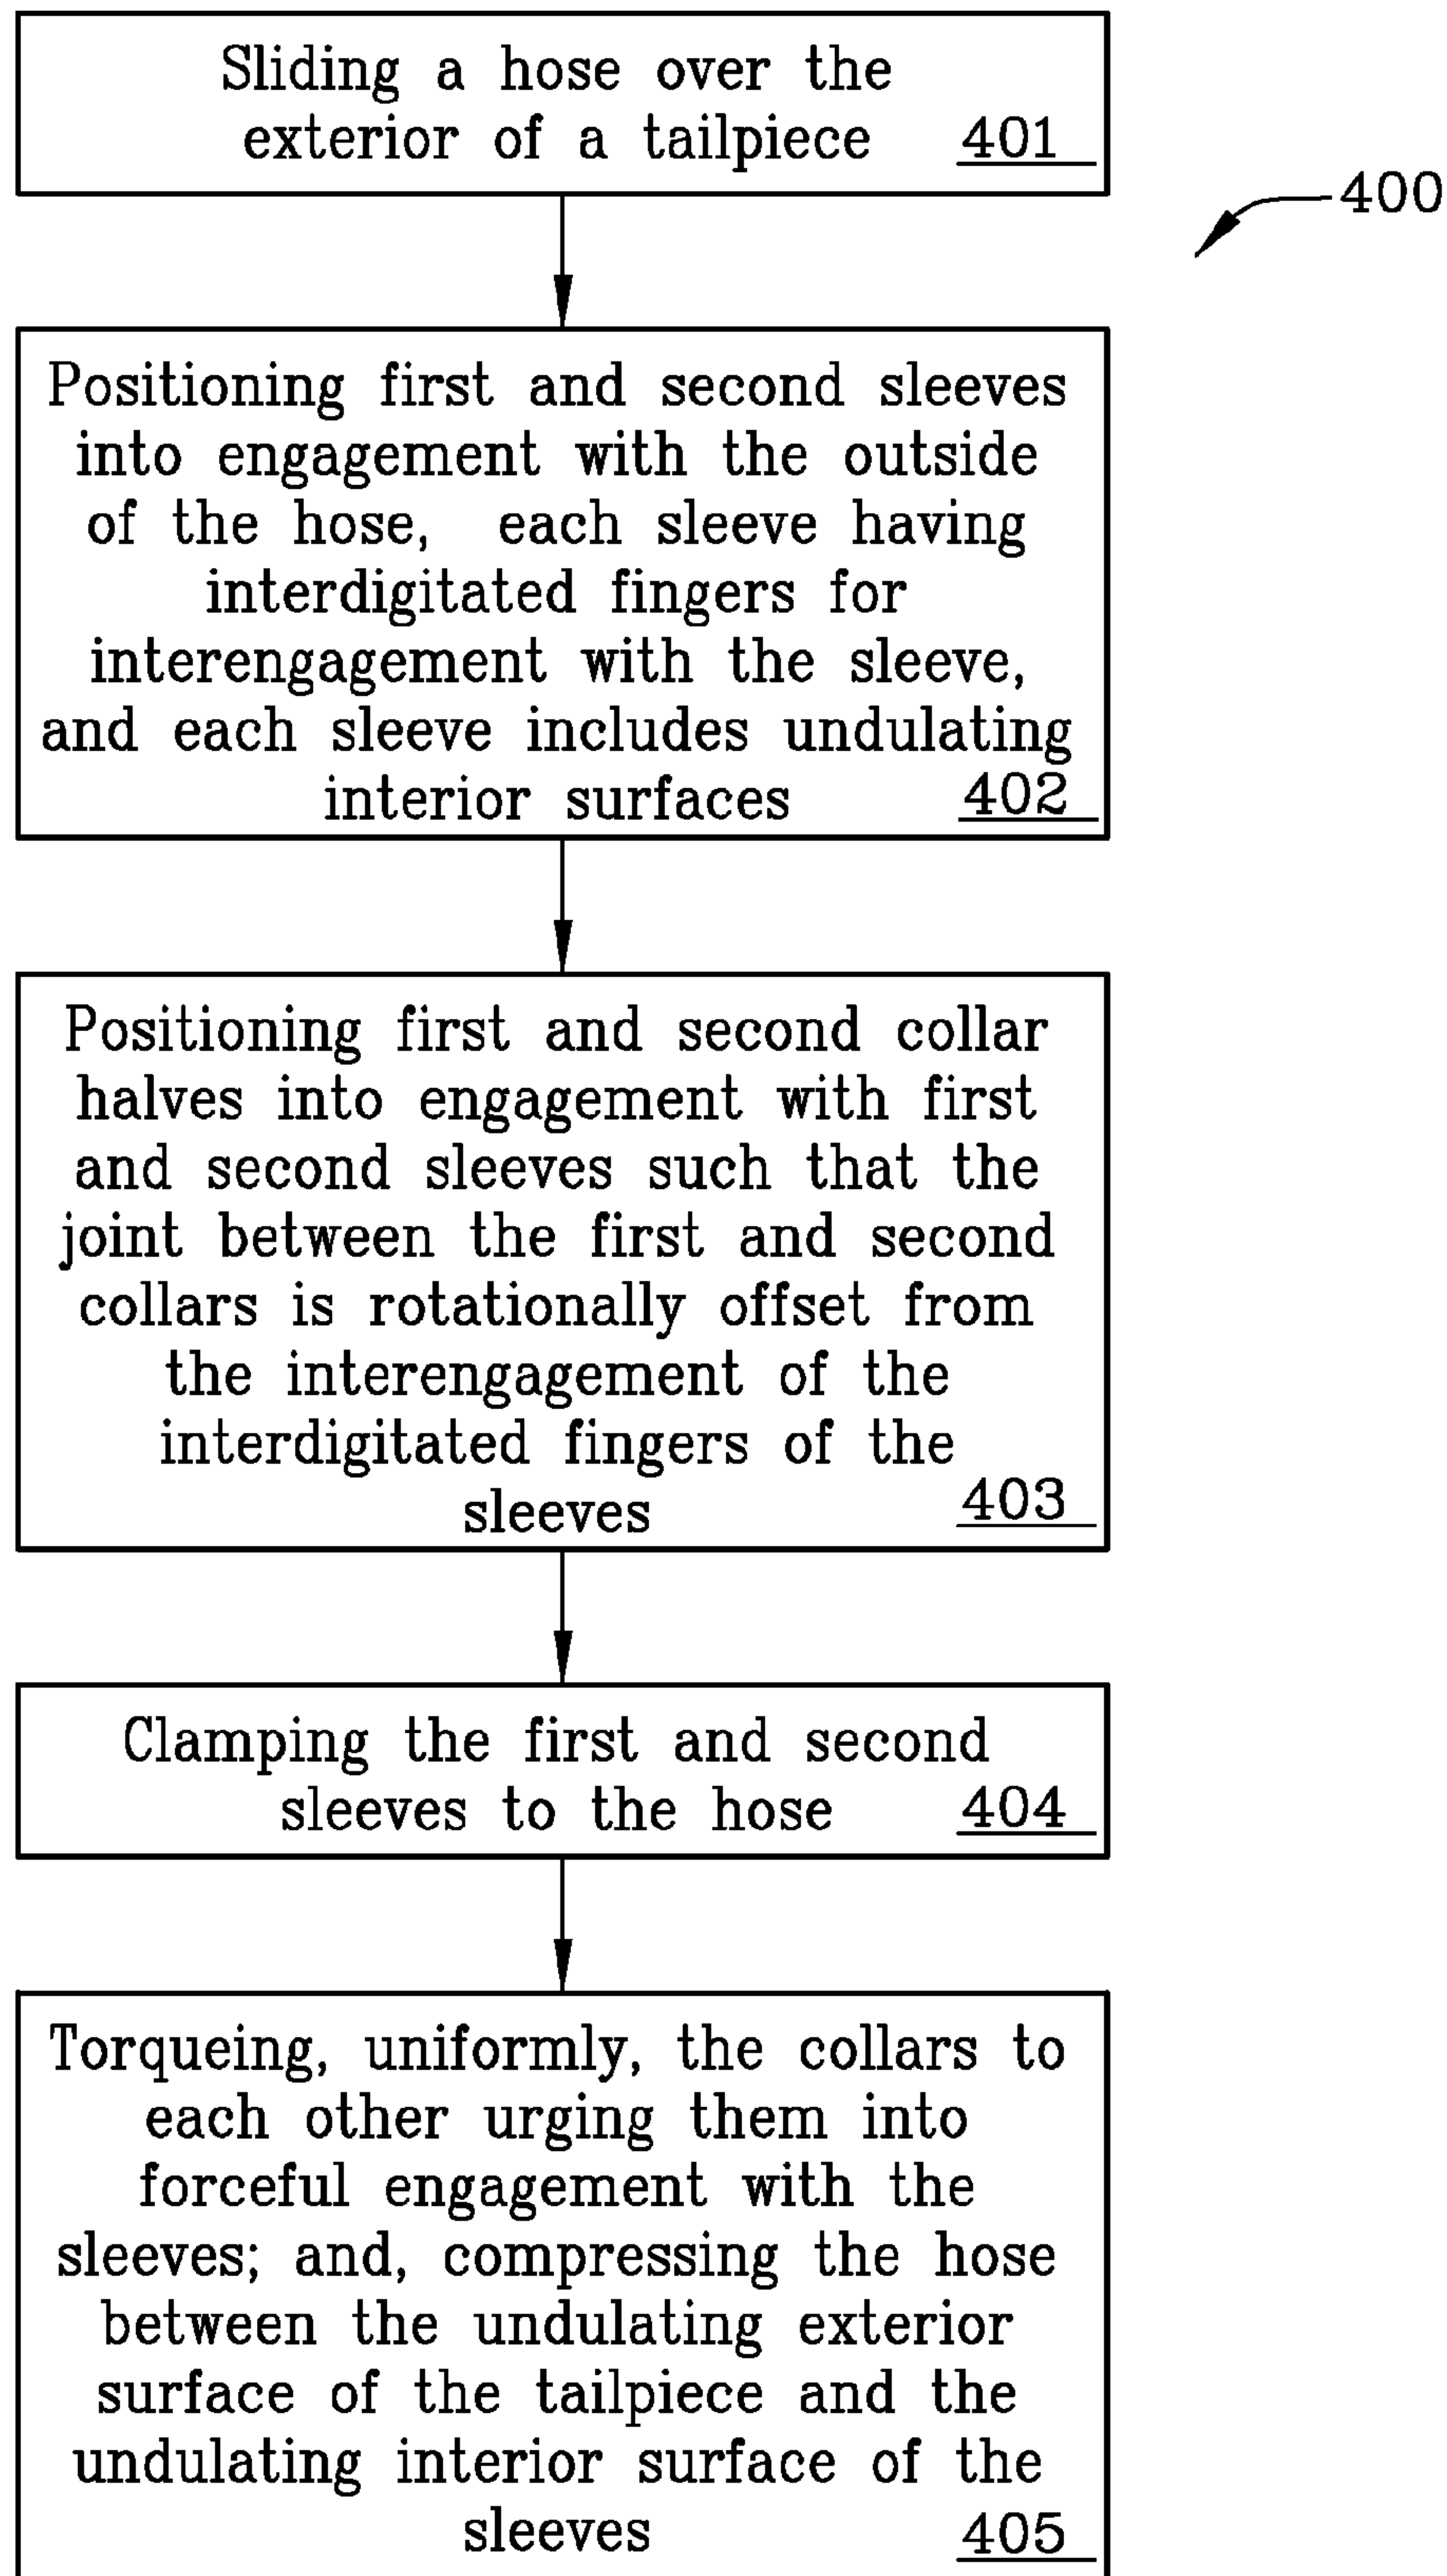 Sliding a hose over the
exterior of a tailpiece 401
400
Positioning first and second sleeves
into engagement with the outside
of the hose, each sleeve having
interdigitated fingers for
interengagement with the sleeve,
and each sleeve includes undulating
interior surfaces 402
Positioning first and second collar
halves into engagement with first
and second sleeves such that the
joint between the first and second
collars is rotationally offset from
the interengagement of the
interdigitated fingers of the
sleeves 403
Clamping the first and second
sleeves to the hose 404
Torqueing, uniformly, the collars to
each other urging them into
forceful engagement with the
sleeves; and, compressing the hose
between the undulating exterior
surface of the tailpiece and the
undulating interior surface of the
sleeves 405